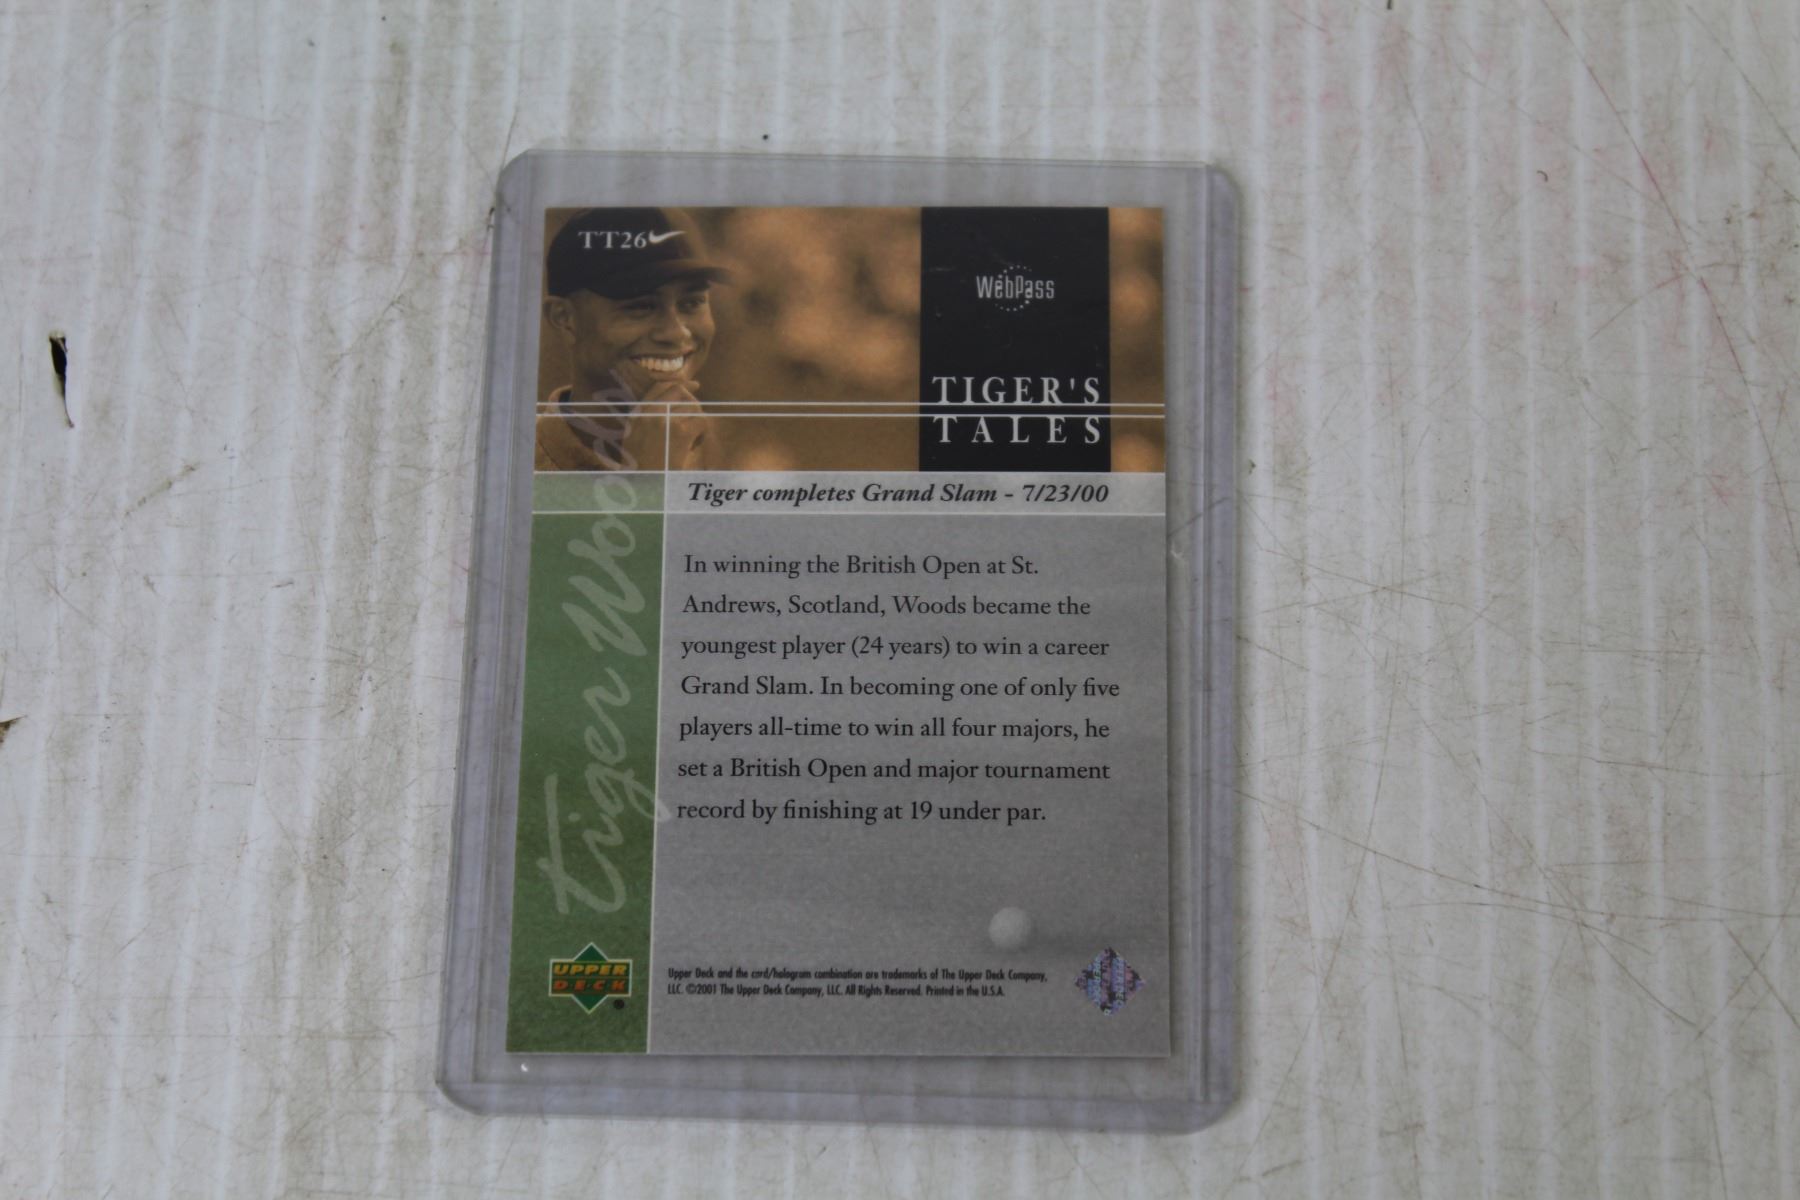 TT26
WebPass
TIGER'S
TALES
Tiger completes Grand Slam - 7/23/00
Tiger Woods
In winning the British Open at St.
Andrews, Scotland, Woods became the
youngest player (24 years) to win a career
Grand Slam. In becoming one of only five
players all-time to win all four majors, he
set a British Open and major tournament
record by finishing at 19 under par.
UPPER
DECK
®
Upper Deck and the card/hologram combination are trademarks of The Upper Deck Company,
LLC. ©2001 The Upper Deck Company, LLC. All Rights Reserved. Printed in the U.S.A.